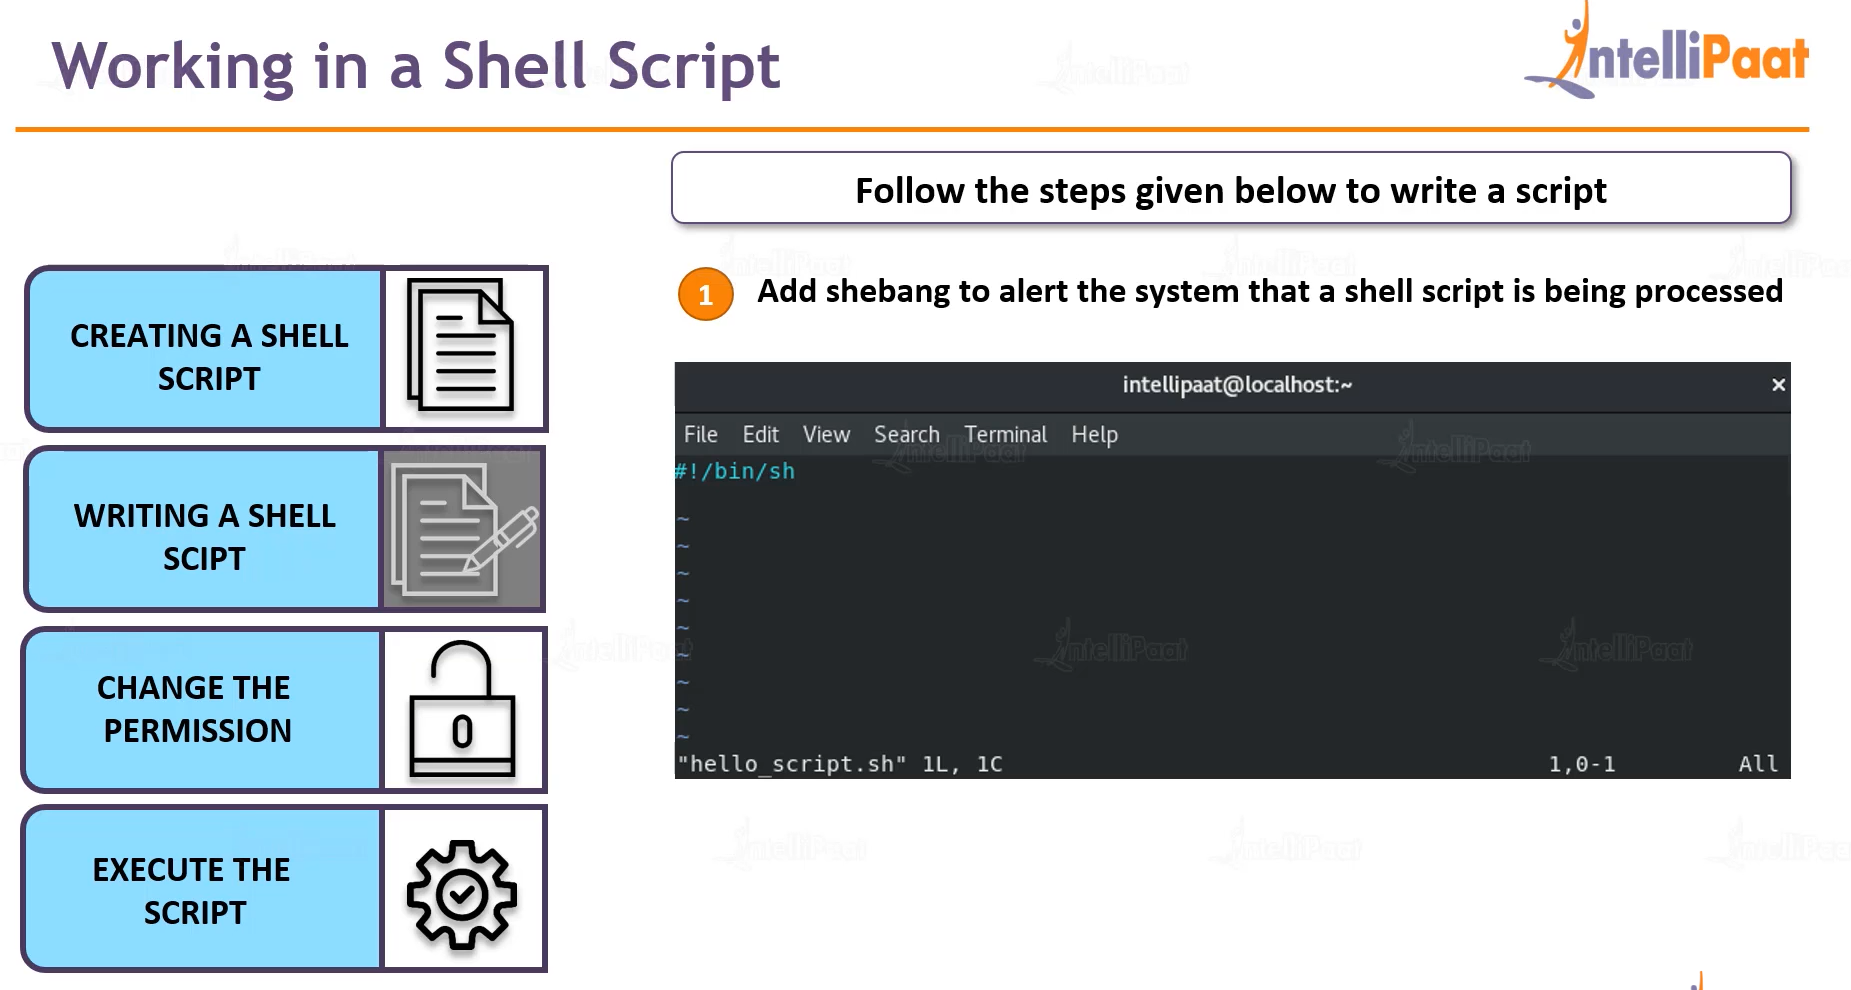 Working in a Shell Script
IntelliPaat
Follow the steps given below to write a script
CREATING A SHELL
SCRIPT
WRITING A SHELL
SCIPT
CHANGE THE
PERMISSION
EXECUTE THE
SCRIPT
1 Add shebang to alert the system that a shell script is being processed
intellipaat@localhost:~ ×
File Edit View Search Terminal Help
#!/bin/sh
~
~
~
~
~
~
~
~
~
"hello_script.sh" 1L, 1C 1,0-1 All